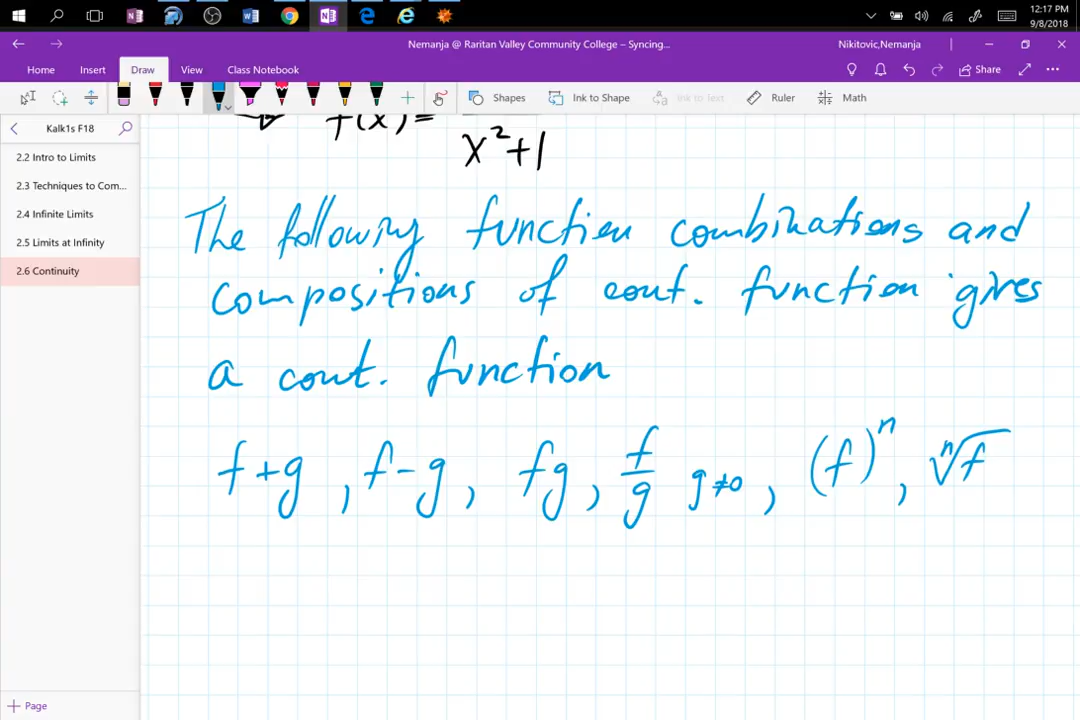 12:17 PM
9/8/2018
Nemanja @ Raritan Valley Community College – Syncing...
Nikitovic,Nemanja
Home Insert Draw View Class Notebook
Share
Shapes Ink to Shape Ink to Text Ruler Math
Kalk1s F18
2.2 Intro to Limits
2.3 Techniques to Com...
2.4 Infinite Limits
2.5 Limits at Infinity
2.6 Continuity
Page
f(x) =
x²+1
The following function combinations and
compositions of cont. function gives
a cont. function
f+g , f-g , fg , f/g g≠0 , (f)ⁿ , ⁿ√f